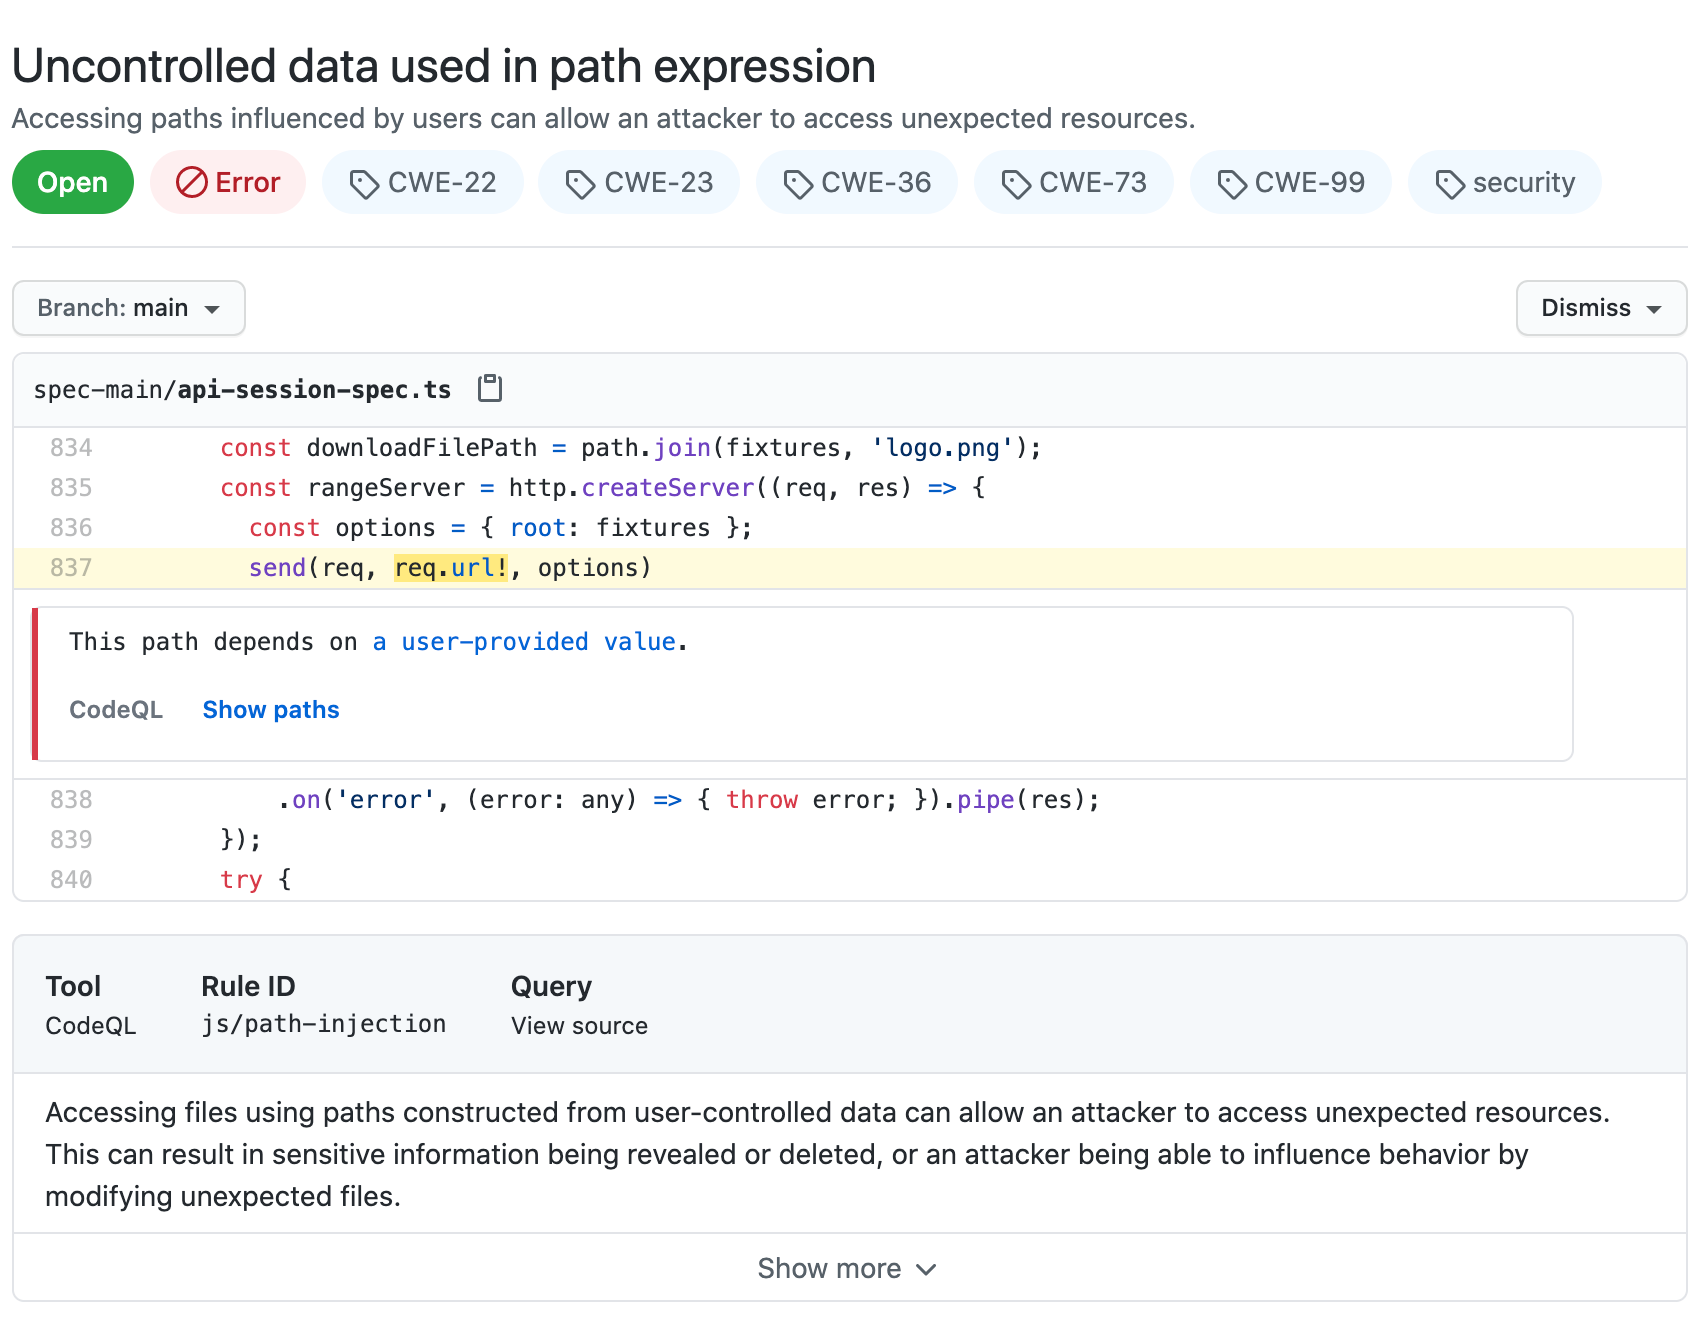 Uncontrolled data used in path expression
Accessing paths influenced by users can allow an attacker to access unexpected resources.
Open Error CWE-22 CWE-23 CWE-36 CWE-73 CWE-99 security
Branch: main Dismiss
spec-main/api-session-spec.ts
834 const downloadFilePath = path.join(fixtures, 'logo.png');
835 const rangeServer = http.createServer((req, res) => {
836 const options = { root: fixtures };
837 send(req, req.url!, options)
This path depends on a user-provided value.
CodeQL Show paths
838 .on('error', (error: any) => { throw error; }).pipe(res);
839 });
840 try {
Tool Rule ID Query
CodeQL js/path-injection View source
Accessing files using paths constructed from user-controlled data can allow an attacker to access unexpected resources.
This can result in sensitive information being revealed or deleted, or an attacker being able to influence behavior by
modifying unexpected files.
Show more